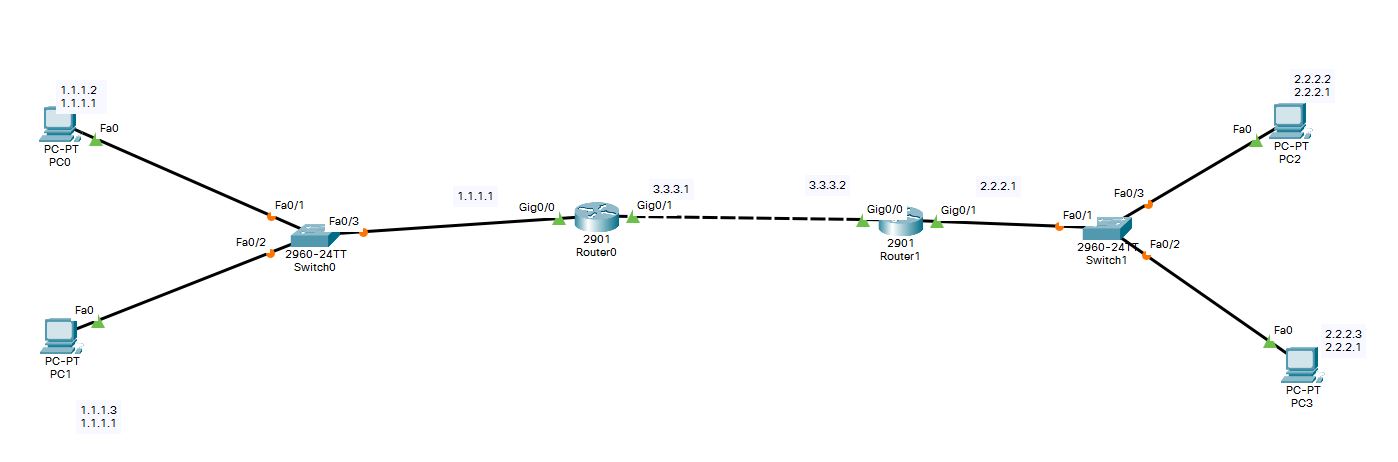 1.1.1.2
1.1.1.1
Fa0
PC-PT
PC0
Fa0/1
Fa0/2
Fa0/3
2960-24TT
Switch0
Fa0
PC-PT
PC1
1.1.1.3
1.1.1.1
1.1.1.1
Gig0/0
3.3.3.1
Gig0/1
2901
Router0
3.3.3.2
Gig0/0
2.2.2.1
Gig0/1
2901
Router1
Fa0/3
Fa0/1
Fa0/2
2960-24TT
Switch1
2.2.2.2
2.2.2.1
Fa0
PC-PT
PC2
Fa0
2.2.2.3
2.2.2.1
PC-PT
PC3